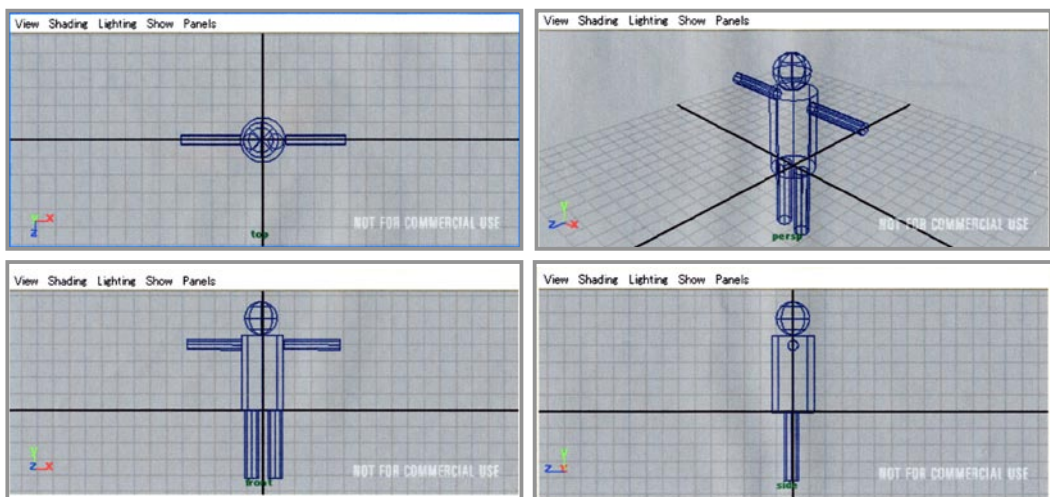 View Shading Lighting Show Panels
Y
X
Z
top
NOT FOR COMMERCIAL USE
View Shading Lighting Show Panels
Y
Z X
persp
NOT FOR COMMERCIAL USE
View Shading Lighting Show Panels
Y
Z X
front
NOT FOR COMMERCIAL USE
View Shading Lighting Show Panels
Y
Z
side
NOT FOR COMMERCIAL USE